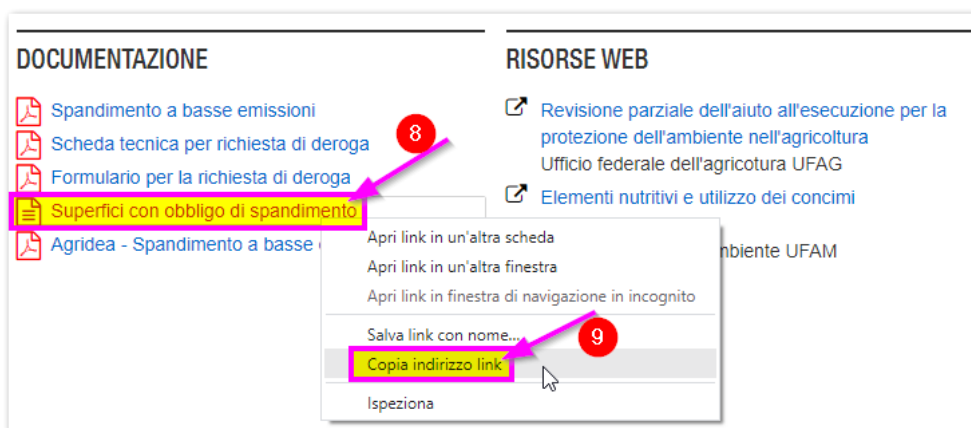 DOCUMENTAZIONE
Spandimento a basse emissioni
Scheda tecnica per richiesta di deroga
Formulario per la richiesta di deroga
Superfici con obbligo di spandimento
Agridea - Spandimento a basse
8
Apri link in un'altra scheda
Apri link in un'altra finestra
Apri link in finestra di navigazione in incognito
Salva link con nome...
Copia indirizzo link
Ispeziona
9
RISORSE WEB
Revisione parziale dell'aiuto all'esecuzione per la
protezione dell'ambiente nell'agricoltura
Ufficio federale dell'agricotura UFAG
Elementi nutritivi e utilizzo dei concimi
UFAM